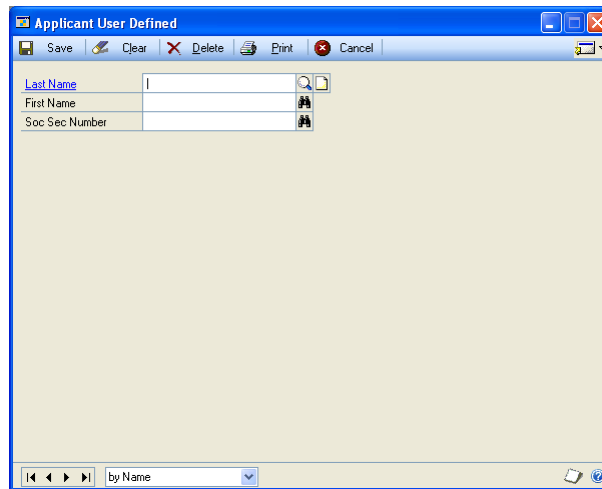 Applicant User Defined
Save Clear Delete Print Cancel
Last Name
First Name
Soc Sec Number
by Name